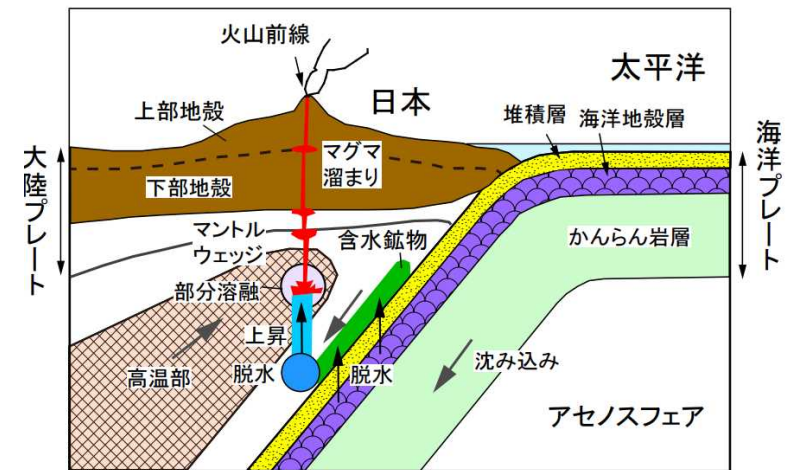 火山前線
太平洋
日本
上部地殻
堆積層
海洋地殻層
大陸プレート
海洋プレート
マグマ
溜まり
下部地殻
マントル
ウェッジ
含水鉱物
かんらん岩層
部分溶融
上昇
高温部
脱水
脱水
沈み込み
アセノスフェア